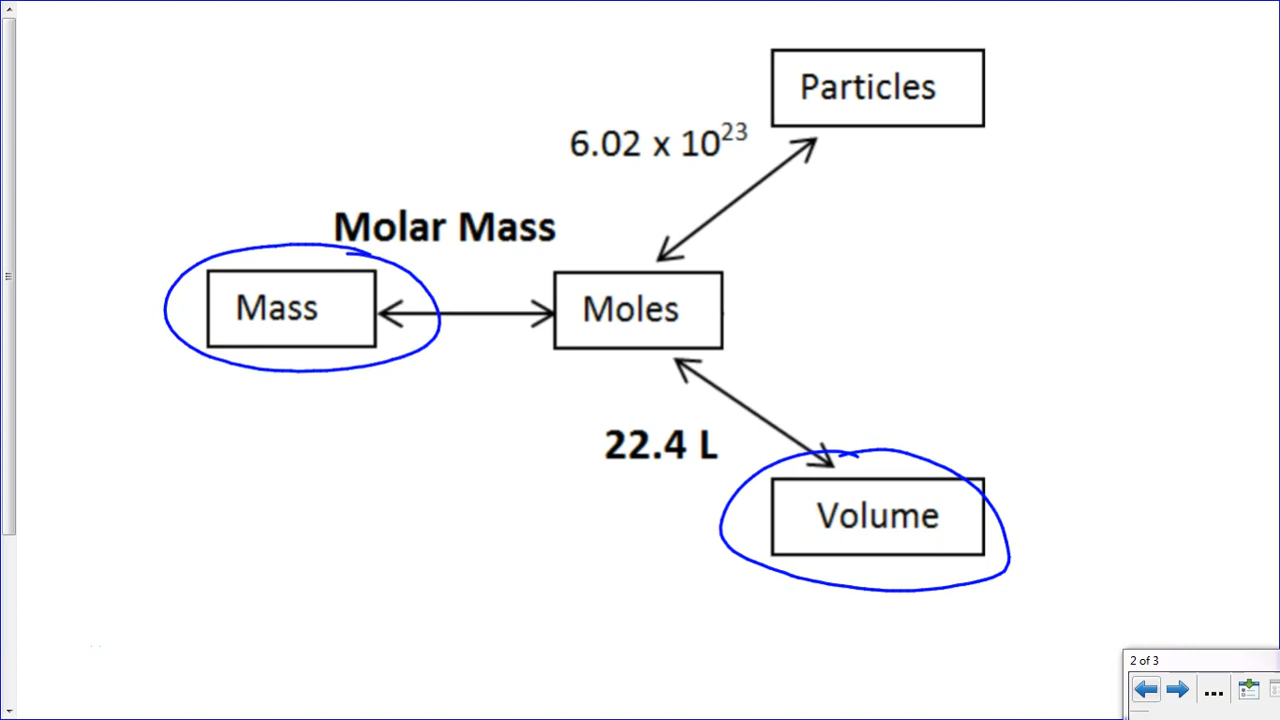 Particles
6.02 x 10²³
Molar Mass
Mass
Moles
22.4 L
Volume
2 of 3